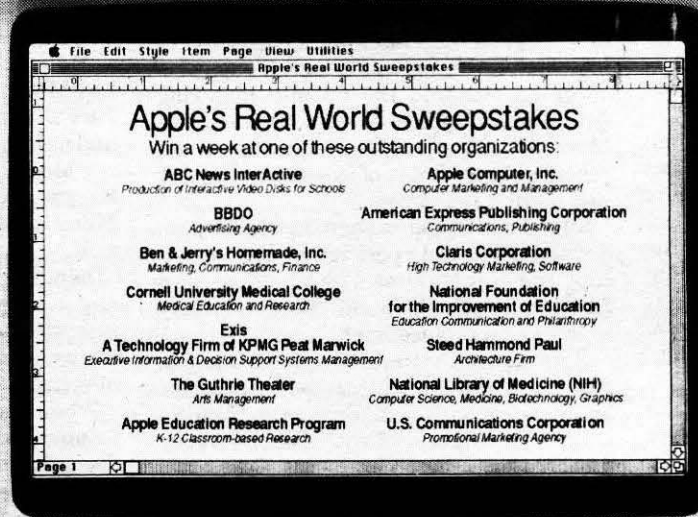 File Edit Style Item Page View Utilities
Apple's Real World Sweepstakes
Apple's Real World Sweepstakes
Win a week at one of these outstanding organizations:
ABC News InterActive
Production of Interactive Video Disks for Schools
BBDO
Advertising Agency
Ben & Jerry's Homemade, Inc.
Marketing, Communications, Finance
Cornell University Medical College
Medical Education and Research
Exis
A Technology Firm of KPMG Peat Marwick
Executive Information & Decision Support Systems Management
The Guthrie Theater
Arts Management
Apple Education Research Program
K-12 Classroom-based Research
Apple Computer, Inc.
Computer Marketing and Management
American Express Publishing Corporation
Communications, Publishing
Claris Corporation
High Technology Marketing, Software
National Foundation
for the Improvement of Education
Education Communication and Philanthropy
Steed Hammond Paul
Architecture Firm
National Library of Medicine (NIH)
Computer Science, Medicine, Biotechnology, Graphics
U.S. Communications Corporation
Promotional Marketing Agency
Page 1